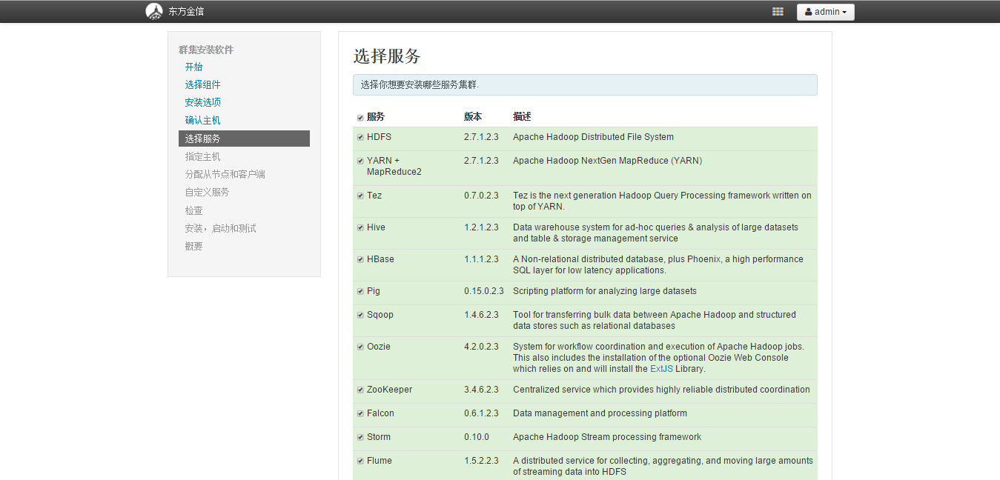 东方金信
admin
群集安装软件
开始
选择组件
安装选项
确认主机
选择服务
指定主机
分配从节点和客户端
自定义服务
检查
安装，启动和测试
概要
选择服务
选择你想要安装哪些服务集群.
服务 版本 描述
HDFS 2.7.1.2.3 Apache Hadoop Distributed File System
YARN + 2.7.1.2.3 Apache Hadoop NextGen MapReduce (YARN)
MapReduce2
Tez 0.7.0.2.3 Tez is the next generation Hadoop Query Processing framework written on
top of YARN.
Hive 1.2.1.2.3 Data warehouse system for ad-hoc queries & analysis of large datasets
and table & storage management service
HBase 1.1.1.2.3 A Non-relational distributed database, plus Phoenix, a high performance
SQL layer for low latency applications.
Pig 0.15.0.2.3 Scripting platform for analyzing large datasets
Sqoop 1.4.6.2.3 Tool for transferring bulk data between Apache Hadoop and structured
data stores such as relational databases
Oozie 4.2.0.2.3 System for workflow coordination and execution of Apache Hadoop jobs.
This also includes the installation of the optional Oozie Web Console
which relies on and will install the ExtJS Library.
ZooKeeper 3.4.6.2.3 Centralized service which provides highly reliable distributed coordination
Falcon 0.6.1.2.3 Data management and processing platform
Storm 0.10.0 Apache Hadoop Stream processing framework
Flume 1.5.2.2.3 A distributed service for collecting, aggregating, and moving large amounts
of streaming data into HDFS